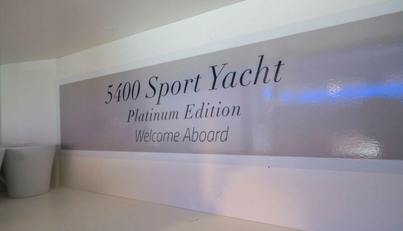 5400 Sport Yacht
Platinum Edition
Welcome Aboard